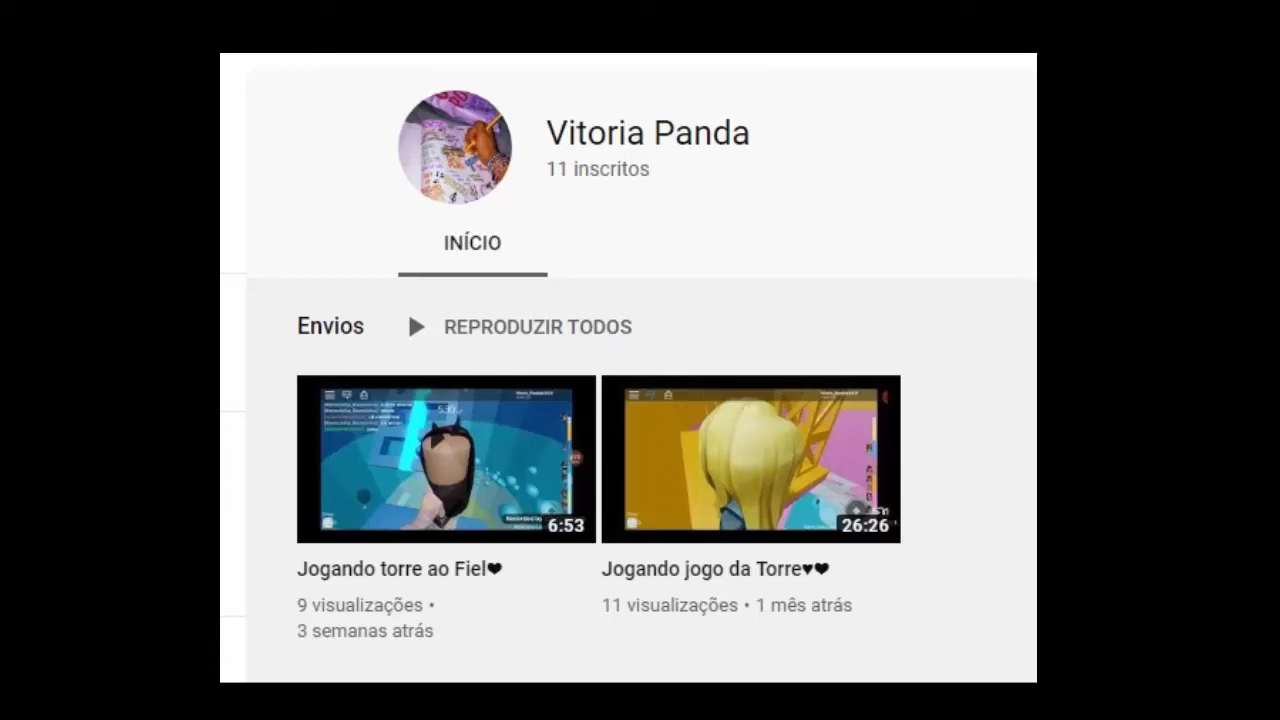 Vitoria Panda
11 inscritos
INÍCIO
Envios
REPRODUZIR TODOS
6:53
26:26
Jogando torre ao Fiel❤
Jogando jogo da Torre♥❤
9 visualizações •
3 semanas atrás
11 visualizações • 1 mês atrás